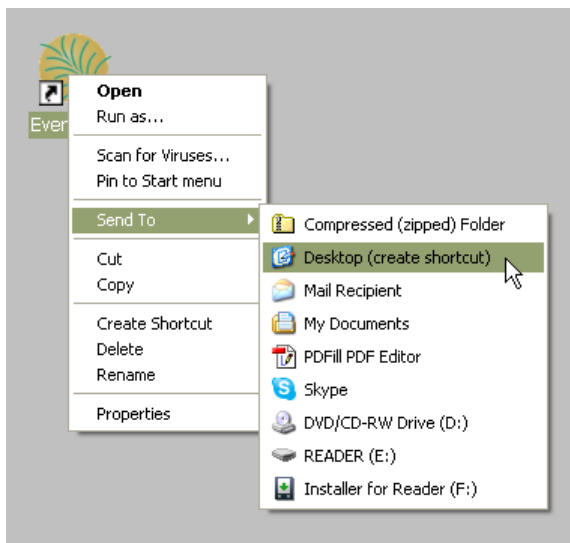 Ever
Open
Run as...
Scan for Viruses...
Pin to Start menu
Send To
Cut
Copy
Create Shortcut
Delete
Rename
Properties
Compressed (zipped) Folder
Desktop (create shortcut)
Mail Recipient
My Documents
PDFill PDF Editor
Skype
DVD/CD-RW Drive (D:)
READER (E:)
Installer for Reader (F:)